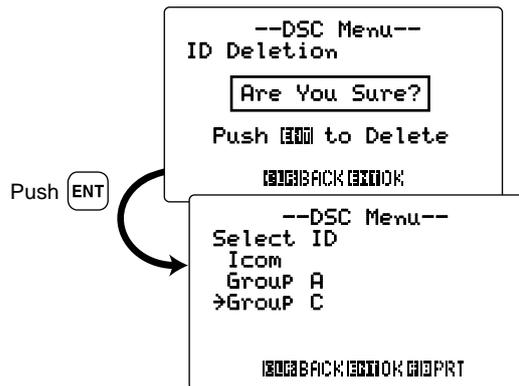 --DSC Menu--
ID Deletion
Are You Sure?
Push ENT to Delete
BACK OK
Push ENT
--DSC Menu--
Select ID
Icom
Group A
→Group C
BACK OK PRT